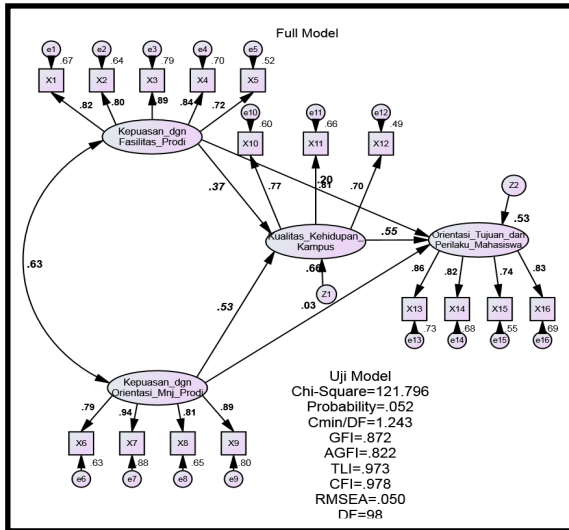 Full Model
e1
e2
e3
e4
e5
.67
.64
.79
.70
.52
X1
X2
X3
X4
X5
.82
.80
.89
.84
.72
Kepuasan_dgn
Fasilitas_Prodi
e10
e11
e12
.60
.66
.49
X10
X11
X12
.77
.81
.70
.20
.37
Z2
.53
Kualitas_Kehidupan_
Kampus
.66
.55
Orientasi_Tujuan_dan
Perilaku_Mahasiswa
Z1
.63
.53
.03
.86
.82
.74
.83
X13
X14
X15
X16
.73
.68
.55
.69
e13
e14
e15
e16
Kepuasan_dgn
Orientasi_Mnj_Prodi
.79
.94
.81
.89
X6
X7
X8
X9
.63
.88
.65
.80
e6
e7
e8
e9
Uji Model
Chi-Square=121.796
Probability=.052
Cmin/DF=1.243
GFI=.872
AGFI=.822
TLI=.973
CFI=.978
RMSEA=.050
DF=98